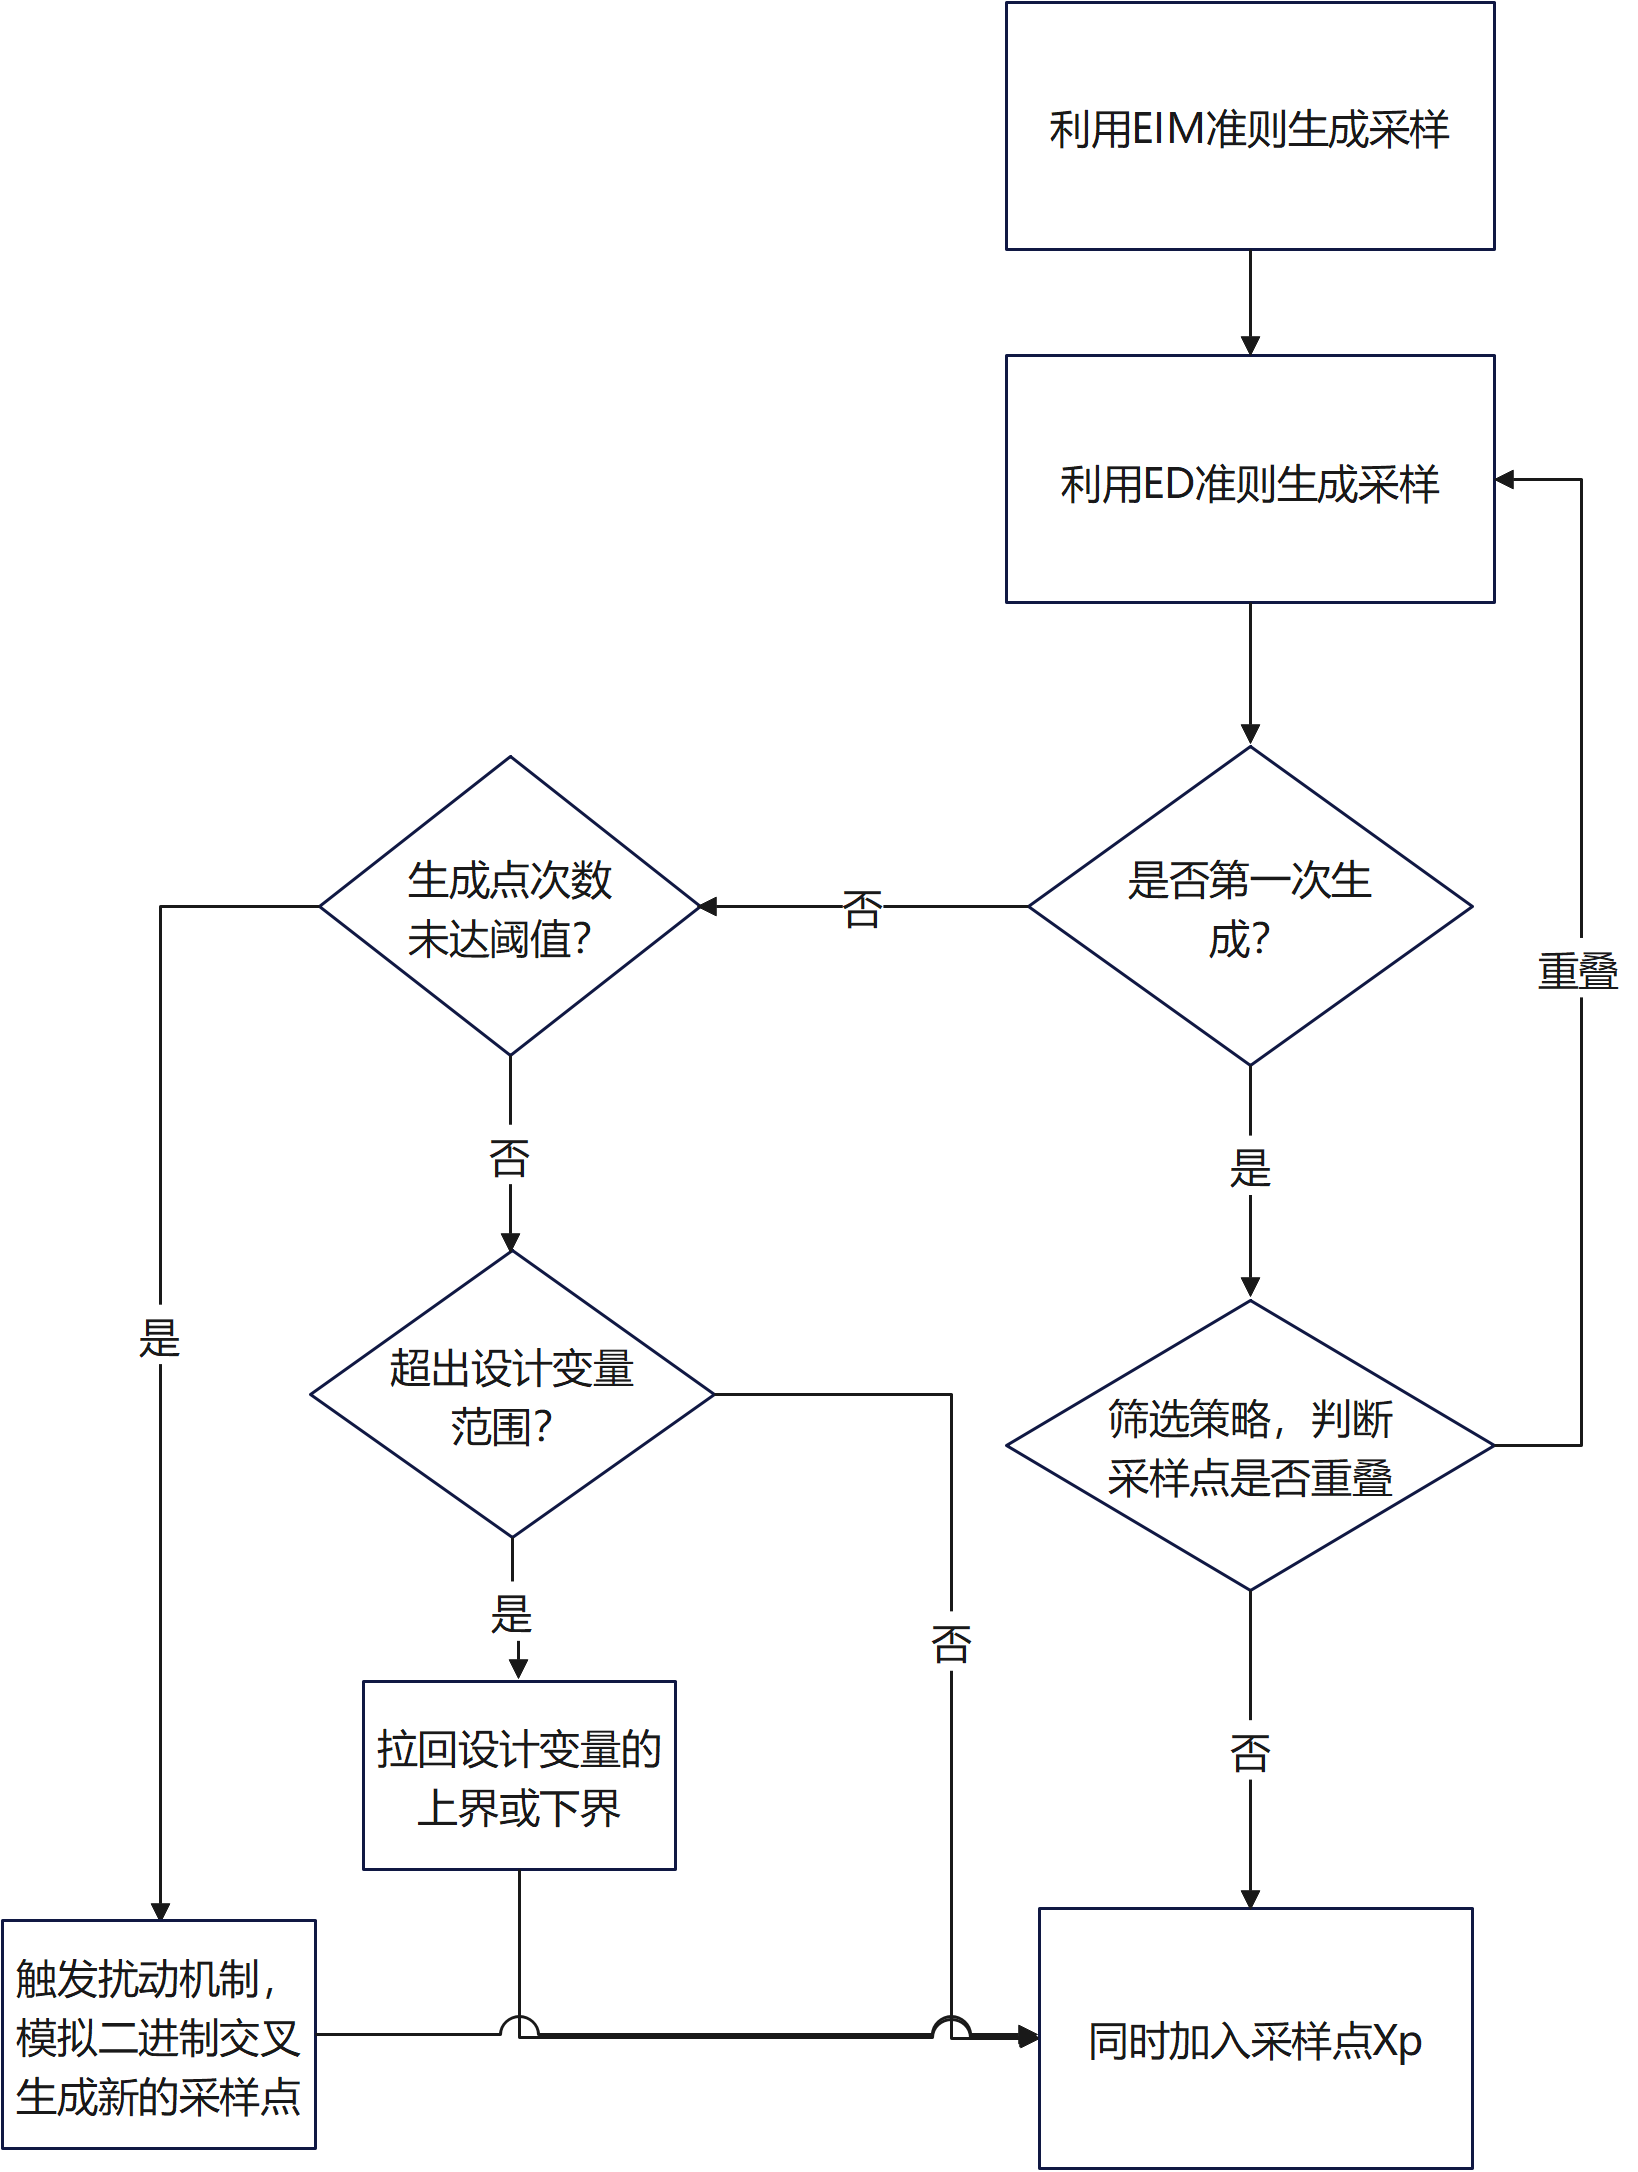 利用EIM准则生成采样
利用ED准则生成采样
生成点次数
未达阈值?
否
是否第一次生
成?
重叠
否
是
是
超出设计变量
范围?
筛选策略，判断
采样点是否重叠
是
否
拉回设计变量的
上界或下界
否
触发扰动机制，
模拟二进制交叉
生成新的采样点
同时加入采样点Xp